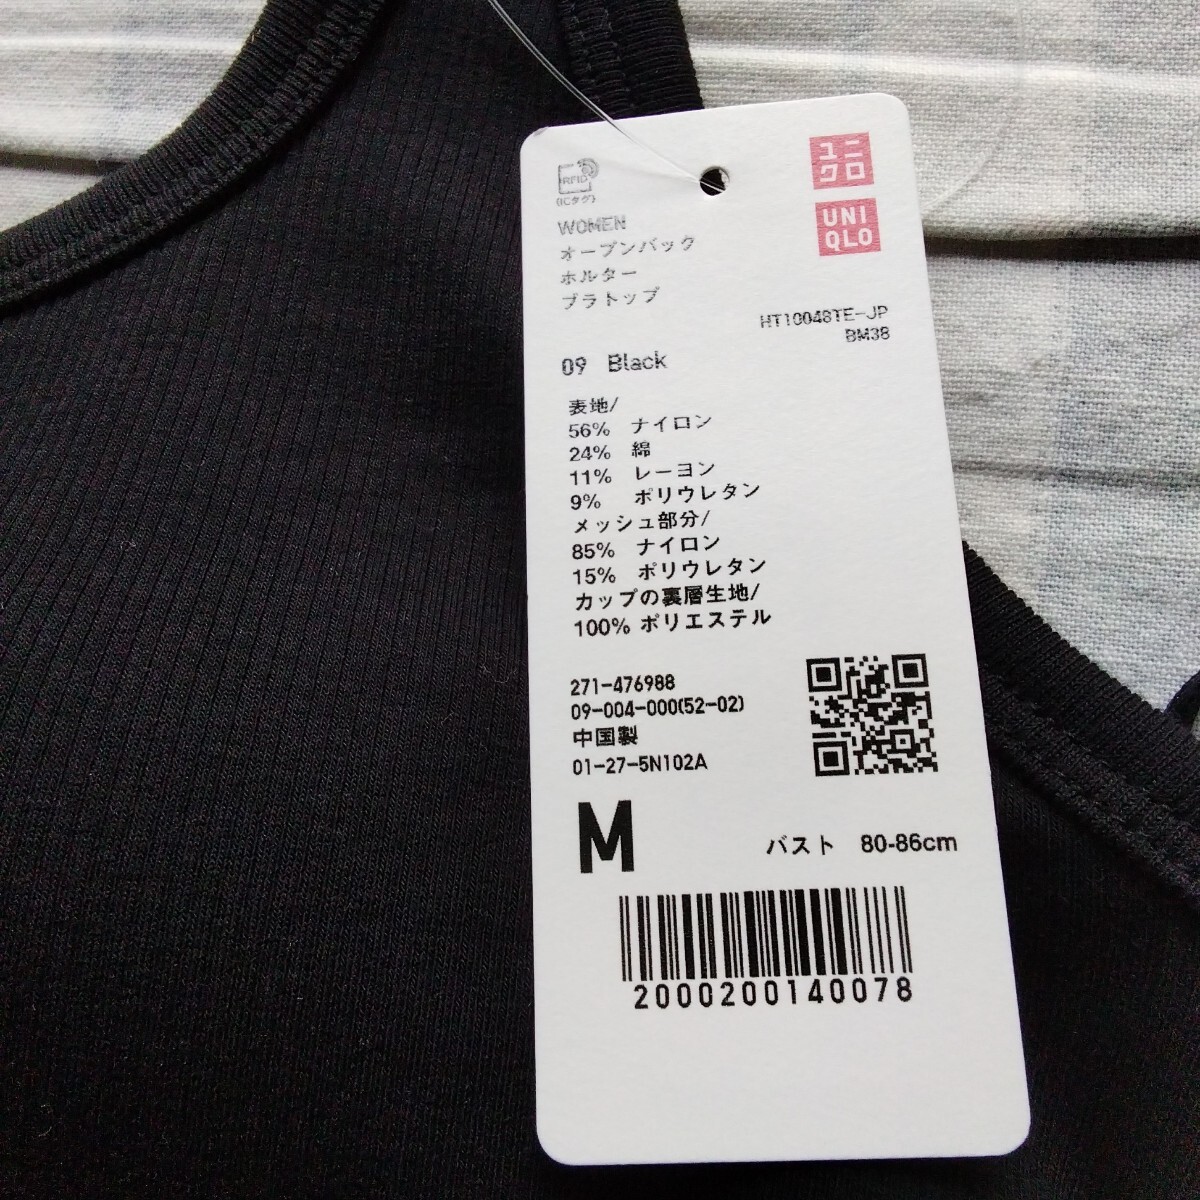 ユニ
クロ
UNI
QLO
RFID
(ICタグ)
WOMEN
オープンバック
ホルター
ブラトップ
HT10048TE-JP
BM38
09 Black
表地/
56% ナイロン
24% 綿
11% レーヨン
9% ポリウレタン
メッシュ部分/
85% ナイロン
15% ポリウレタン
カップの裏層生地/
100% ポリエステル
271-476988
09-004-000(52-02)
中国製
01-27-5N102A
M
バスト 80-86cm
2000200140078